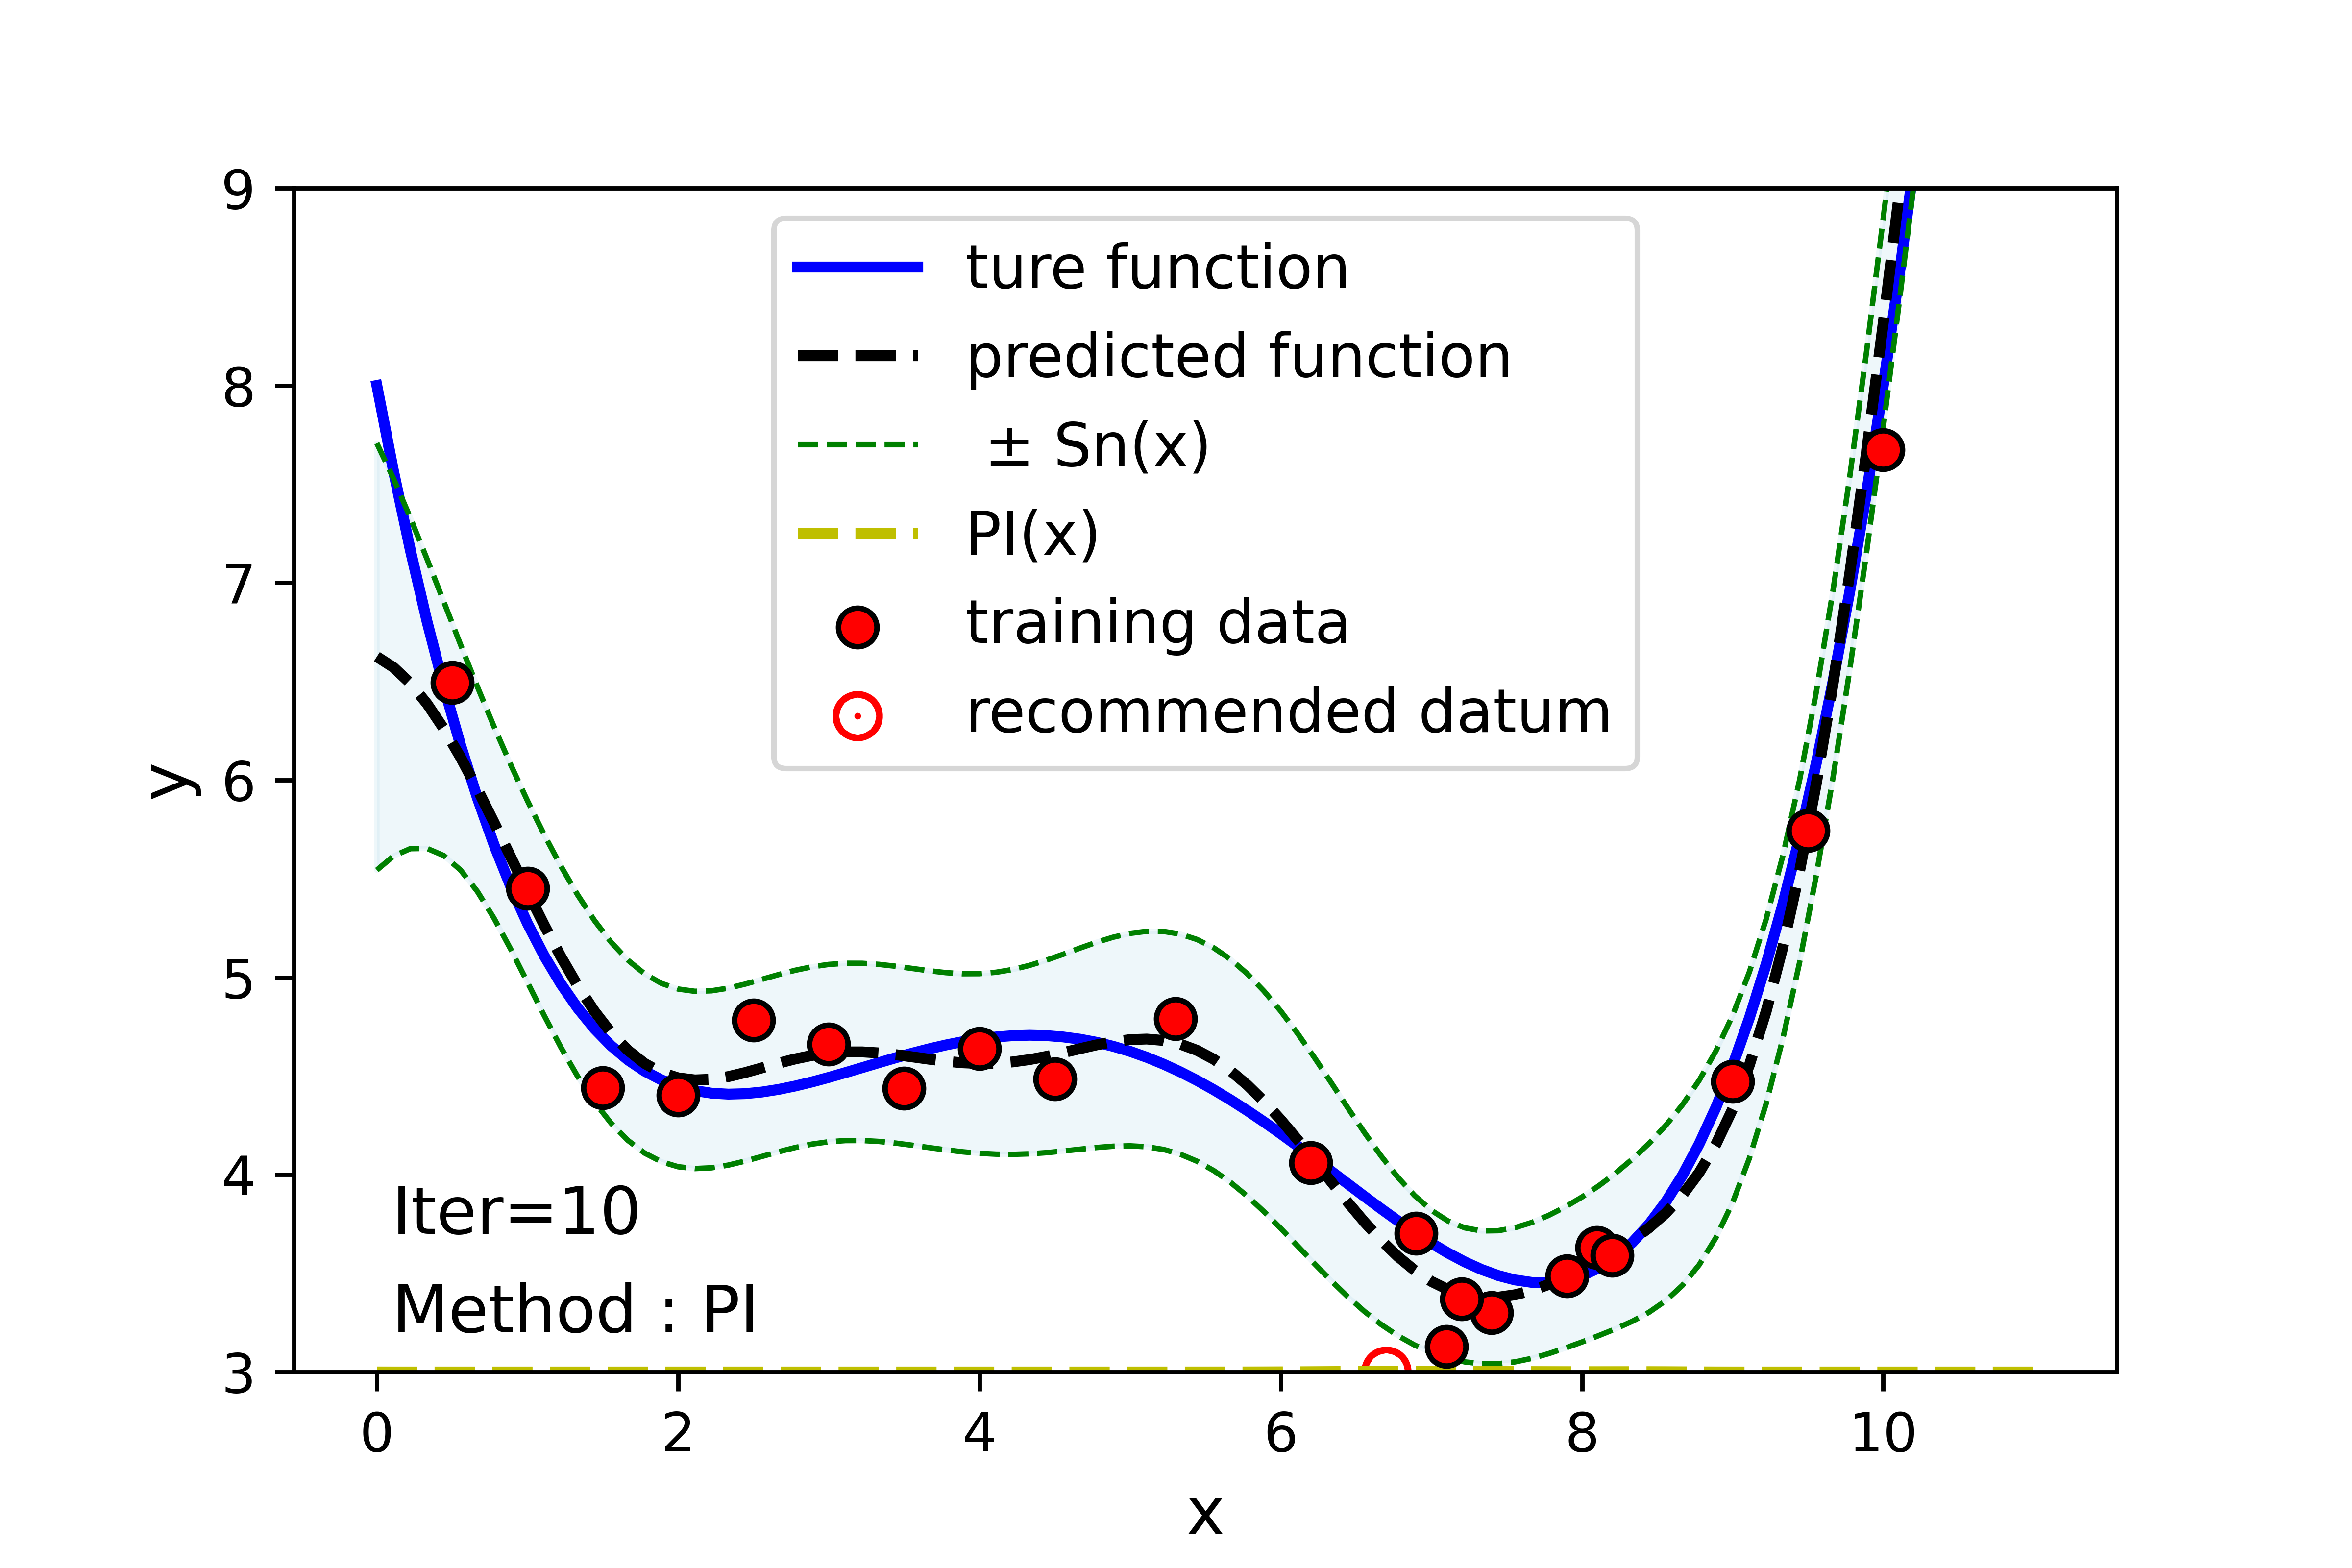 9
8
7
6
5
4
3
y
ture function
predicted function
± Sn(x)
PI(x)
training data
recommended datum
Iter=10
Method : PI
0 2 4 6 8 10
x